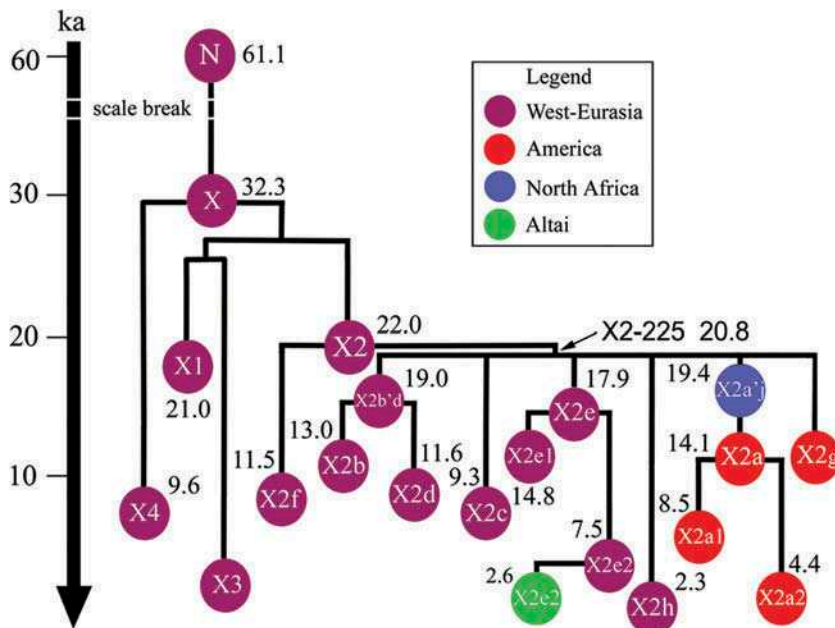 ka
60
N
61.1
scale break
Legend
West-Eurasia
America
North Africa
Altai
30
X
32.3
20
X1
21.0
X2
22.0
X2-225 20.8
X2b'd
19.0
X2e
17.9
19.4
X2a'j
10
X4
9.6
X3
11.5
X2f
13.0
X2b
11.6
X2d
9.3
X2c
X2e1
14.8
14.1
X2a
X2g
8.5
X2a1
7.5
X2e2
2.6
X2e2
X2h
2.3
4.4
X2a2